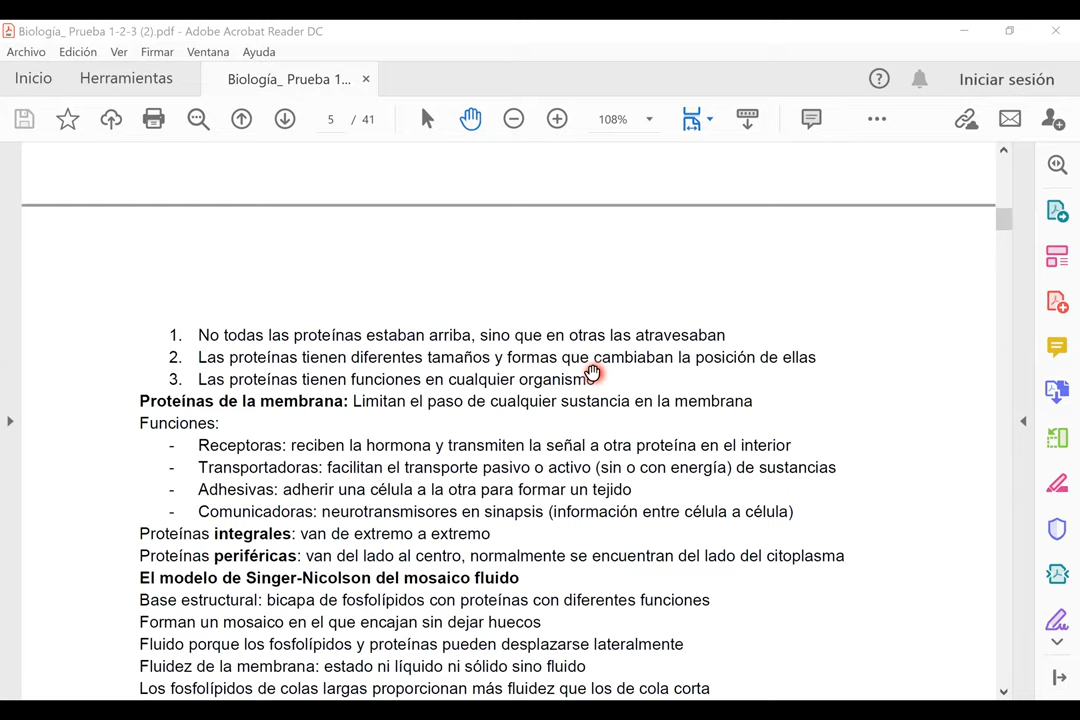 Biología_ Prueba 1-2-3 (2).pdf - Adobe Acrobat Reader DC
Archivo Edición Ver Firmar Ventana Ayuda
Inicio Herramientas Biología_ Prueba 1... × Iniciar sesión
5 / 41 108%
1. No todas las proteínas estaban arriba, sino que en otras las atravesaban
2. Las proteínas tienen diferentes tamaños y formas que cambiaban la posición de ellas
3. Las proteínas tienen funciones en cualquier organismo
Proteínas de la membrana: Limitan el paso de cualquier sustancia en la membrana
Funciones:
- Receptoras: reciben la hormona y transmiten la señal a otra proteína en el interior
- Transportadoras: facilitan el transporte pasivo o activo (sin o con energía) de sustancias
- Adhesivas: adherir una célula a la otra para formar un tejido
- Comunicadoras: neurotransmisores en sinapsis (información entre célula a célula)
Proteínas integrales: van de extremo a extremo
Proteínas periféricas: van del lado al centro, normalmente se encuentran del lado del citoplasma
El modelo de Singer-Nicolson del mosaico fluido
Base estructural: bicapa de fosfolípidos con proteínas con diferentes funciones
Forman un mosaico en el que encajan sin dejar huecos
Fluido porque los fosfolípidos y proteínas pueden desplazarse lateralmente
Fluidez de la membrana: estado ni líquido ni sólido sino fluido
Los fosfolípidos de colas largas proporcionan más fluidez que los de cola corta